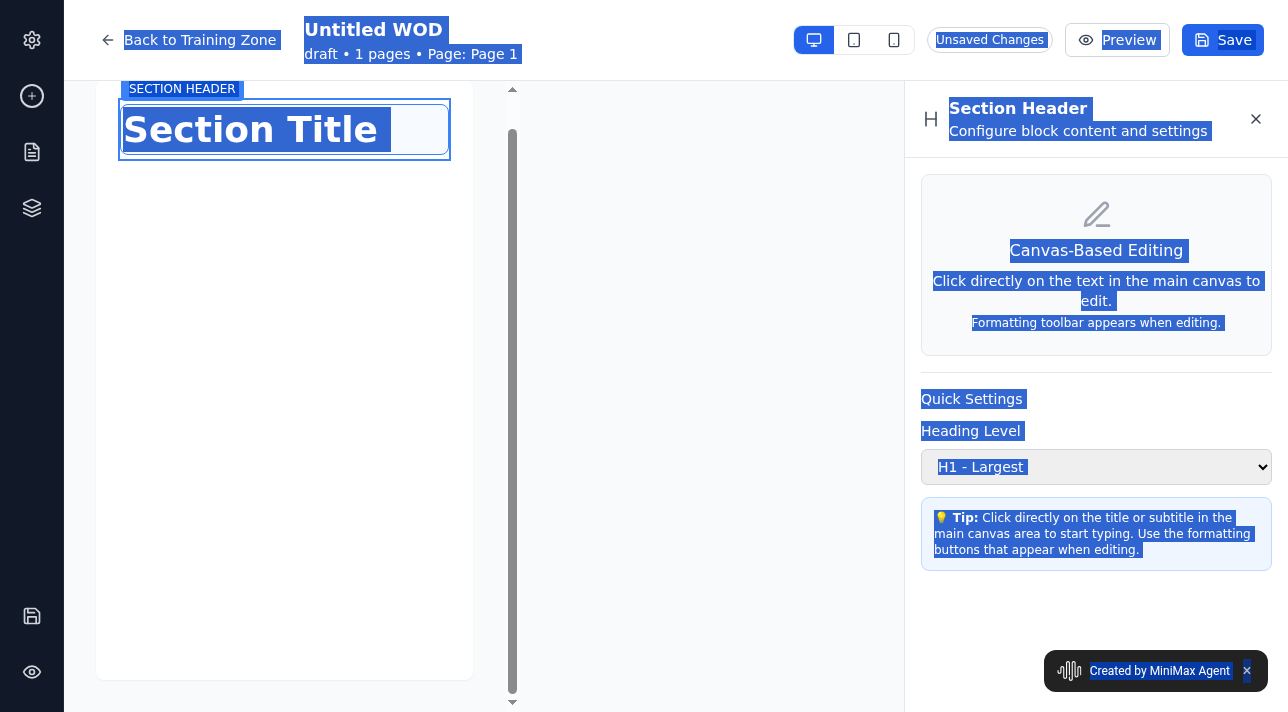 Back to Training Zone
Untitled WOD
draft • 1 pages • Page: Page 1
Unsaved Changes
Preview
Save
SECTION HEADER
Section Title
Section Header
Configure block content and settings
Canvas-Based Editing
Click directly on the text in the main canvas to
edit.
Formatting toolbar appears when editing.
Quick Settings
Heading Level
H1 - Largest
💡 Tip: Click directly on the title or subtitle in the
main canvas area to start typing. Use the formatting
buttons that appear when editing.
Created by MiniMax Agent ×